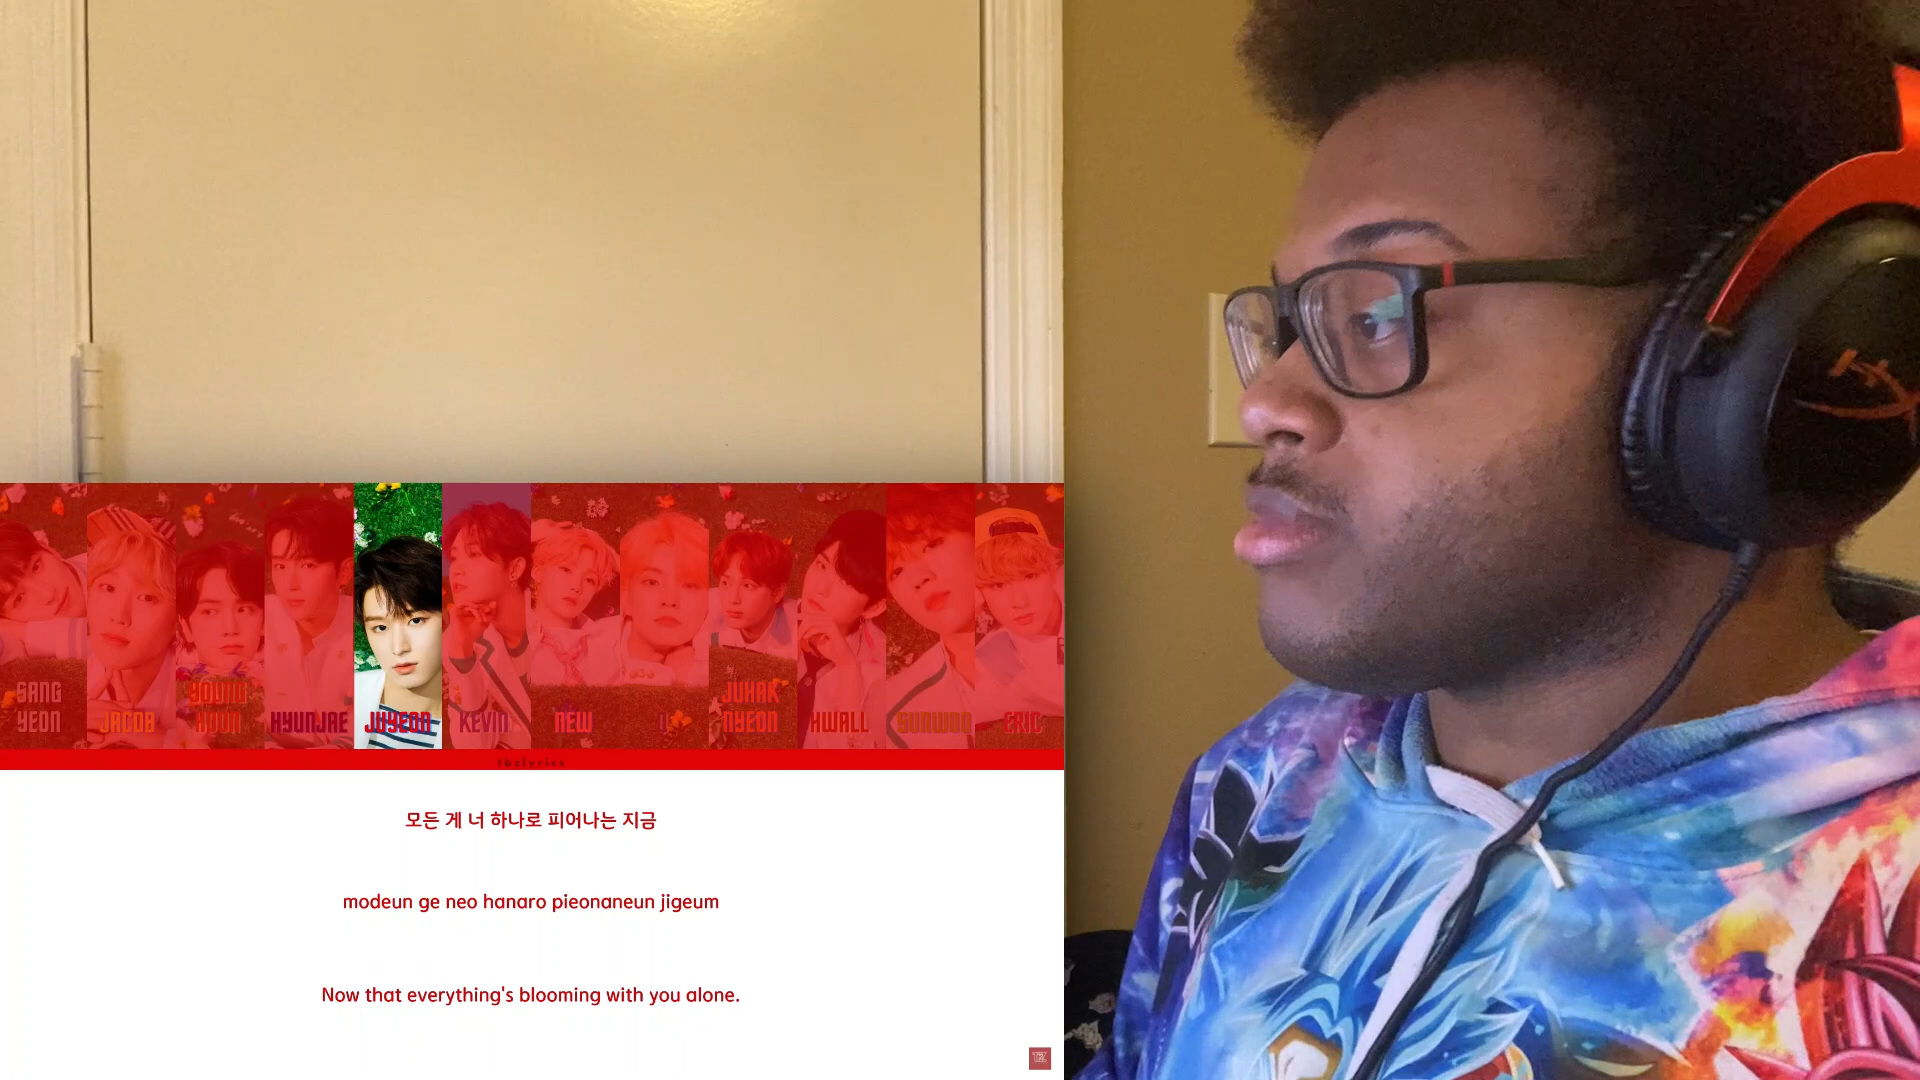 SANG YEON
JACOB
YOUNG HOON
HYUNJAE
JUYEON
KEVIN
NEW
Q
JUHAK NYEON
HWALL
SUNWOO
ERIC
tbzlyrics
모든 게 너 하나로 피어나는 지금
modeun ge neo hanaro pieonaneun jigeum
Now that everything's blooming with you alone.